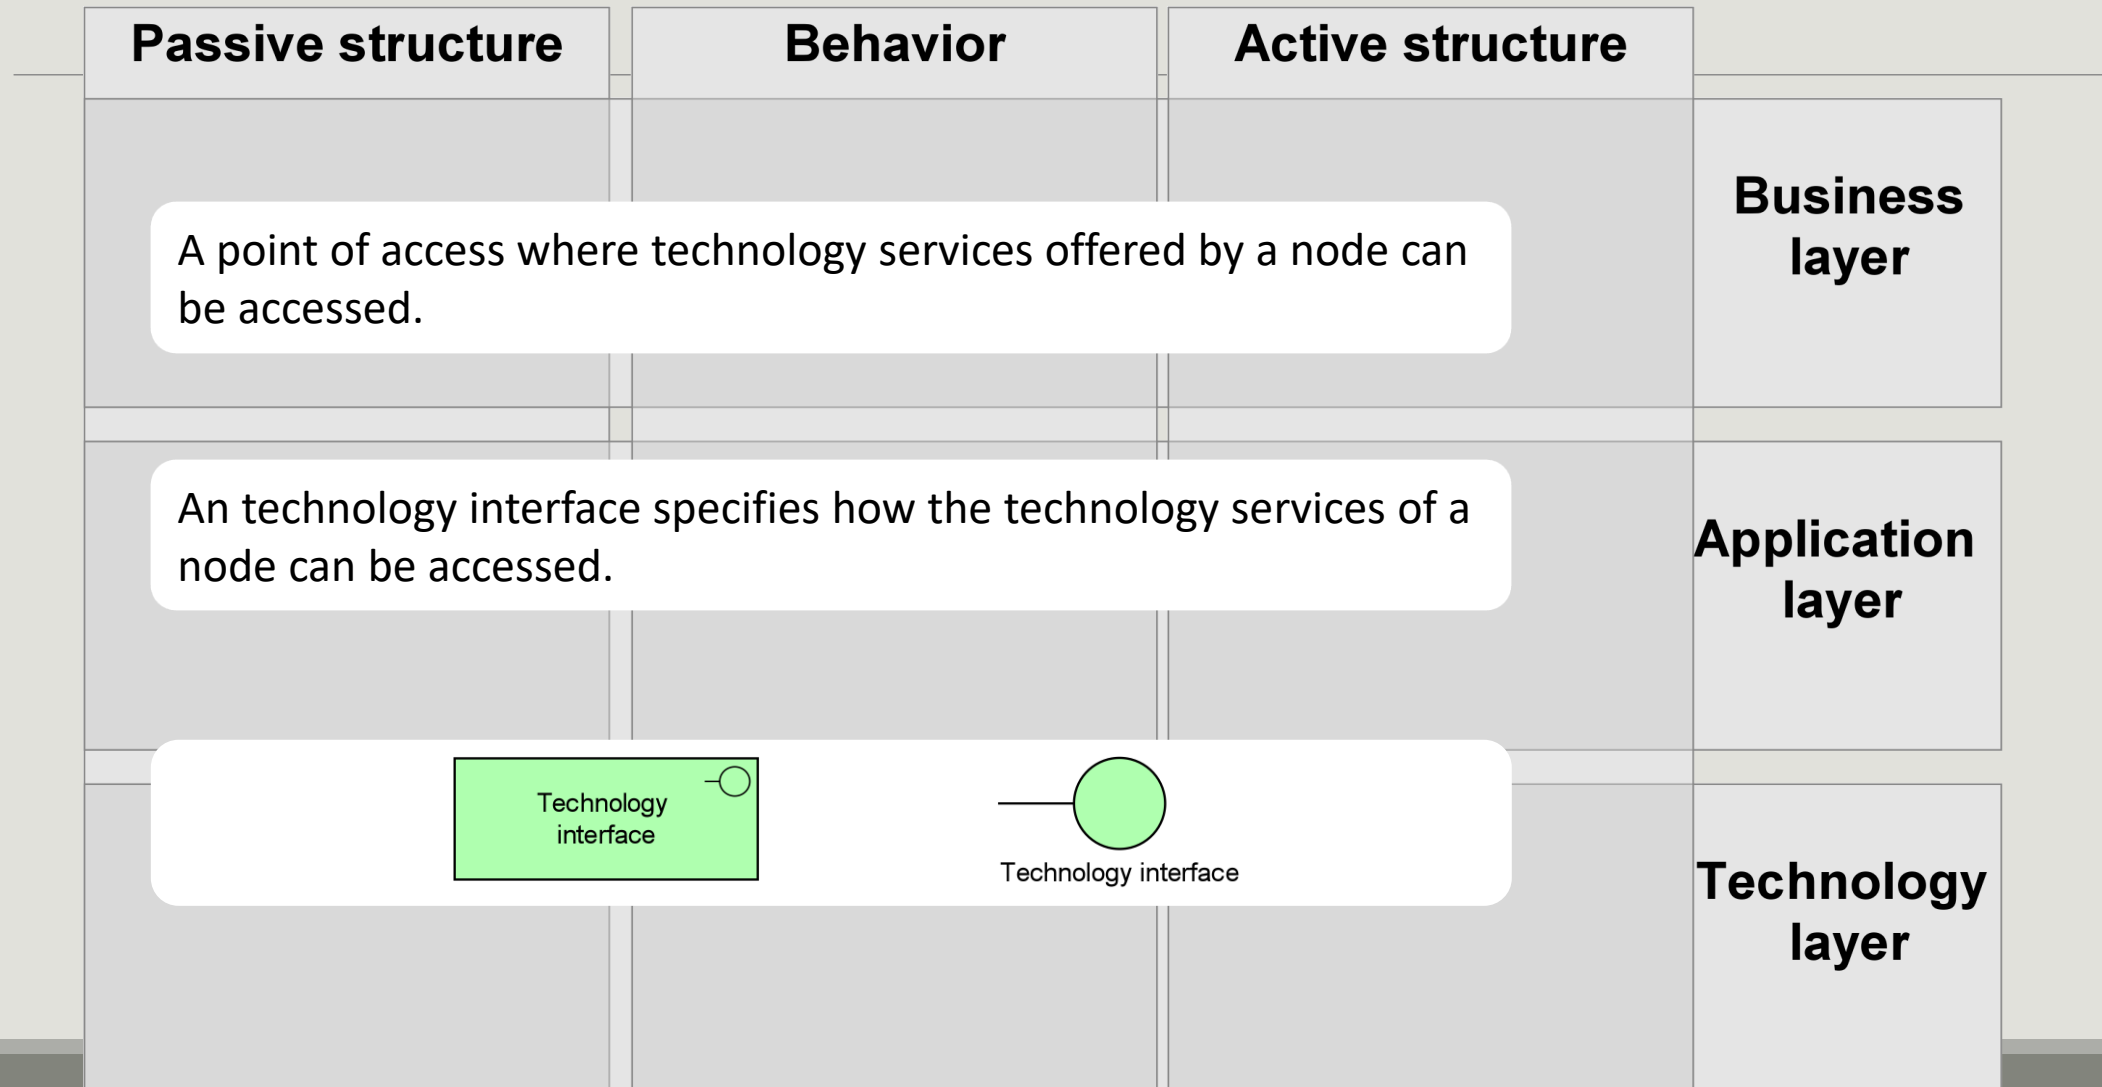 Passive structure
Behavior
Active structure
Business
layer
A point of access where technology services offered by a node can
be accessed.
An technology interface specifies how the technology services of a
node can be accessed.
Application
layer
Technology
interface
Technology interface
Technology
layer